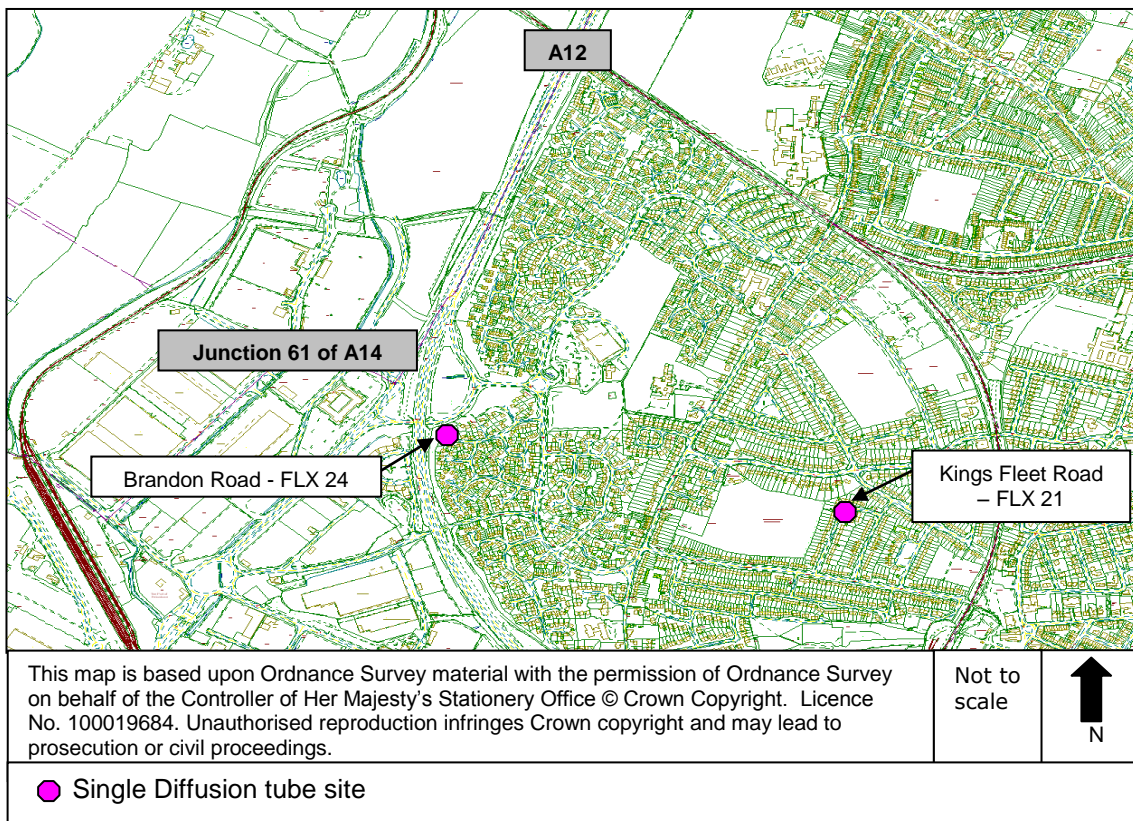 A12
Junction 61 of A14
Brandon Road - FLX 24
Kings Fleet Road
– FLX 21
This map is based upon Ordnance Survey material with the permission of Ordnance Survey
on behalf of the Controller of Her Majesty's Stationery Office © Crown Copyright. Licence
No. 100019684. Unauthorised reproduction infringes Crown copyright and may lead to
prosecution or civil proceedings.
Not to
scale
N
Single Diffusion tube site